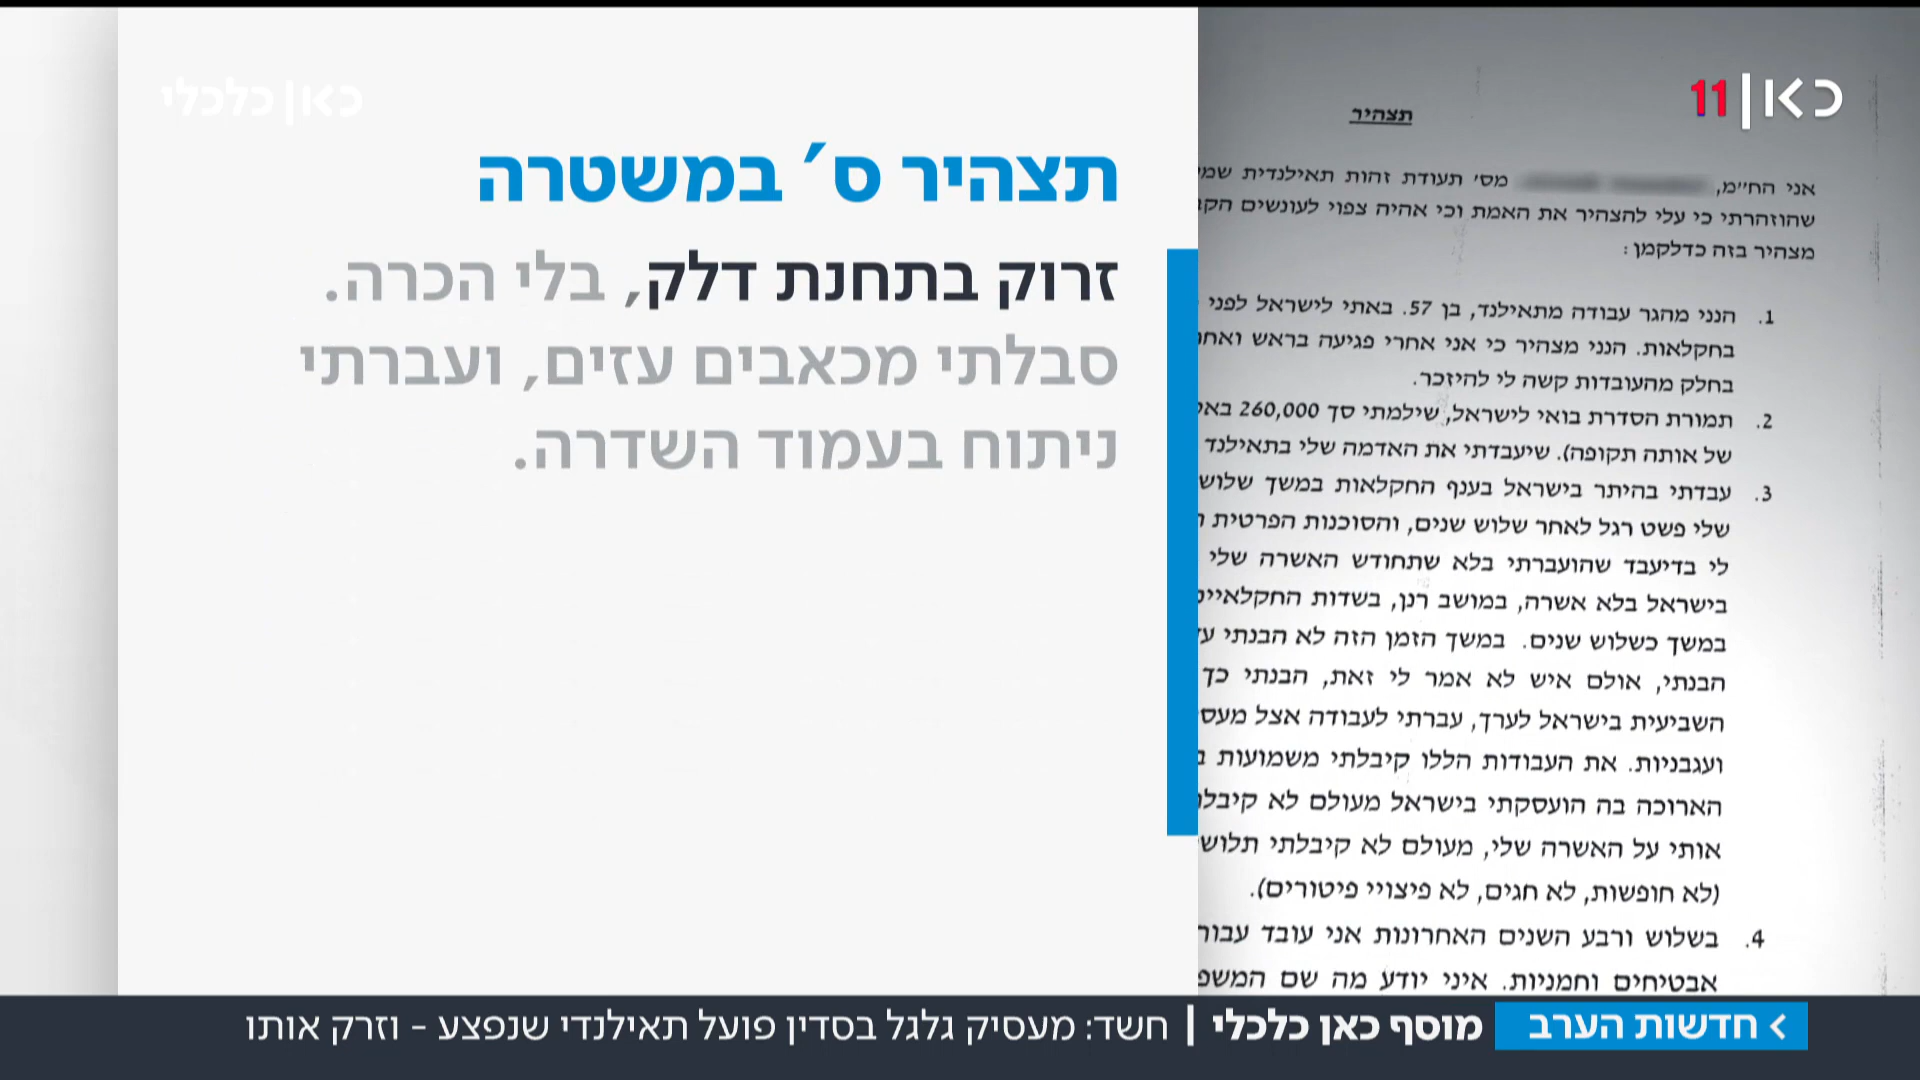 כאן 11
כאן כלכלי
תצהיר ס׳ במשטרה
זרוק בתחנת דלק, בלי הכרה.
סבלתי מכאבים עזים, ועברתי
ניתוח בעמוד השדרה.
תצהיר
אני הח״מ, מס׳ תעודת זהות תאילנדית
שהוזהרתי כי עלי להצהיר את האמת וכי אהיה צפוי לעונשים
מצהיר בזה כדלקמן:
1. הנני מהגר עבודה מתאילנד, בן 57. באתי לישראל לפני
בחקלאות. הנני מצהיר כי אני אחרי פגיעה בראש
בחלק מהעובדות קשה לי להיזכר.
2. תמורת הסדרת בואי לישראל, שילמתי סך 260,000
של אותה תקופה). שיעבדתי את האדמה שלי בתאילנד
3. עבדתי בהיתר בישראל בענף החקלאות במשך שלוש
שלי פשט רגל לאחר שלוש שנים, והסוכנות הפרטית
לי בדיעבד שהועברתי בלא שתחודש האשרה שלי
בישראל בלא אשרה, במושב רנן, בשדות
במשך כשלוש שנים. במשך הזמן הזה לא הבנתי
הבנתי, אולם איש לא אמר לי זאת, הבנתי כך
השביעית בישראל לערך, עברתי לעבודה אצל
ועגבניות. את העבודות הללו קיבלתי משמועות
הארוכה בה הועסקתי בישראל מעולם לא
אותי על האשרה שלי, מעולם לא קיבלתי
(לא חופשות, לא חגים, לא פיצויי פיטורים).
4. בשלוש ורבע השנים האחרונות אני עובד
אבטיחים וחמניות. איני יודע מה שם
חדשות הערב
מוסף כאן כלכלי | חשד: מעסיק גלגל בסדין פועל תאילנדי שנפצע - וזרק אותו